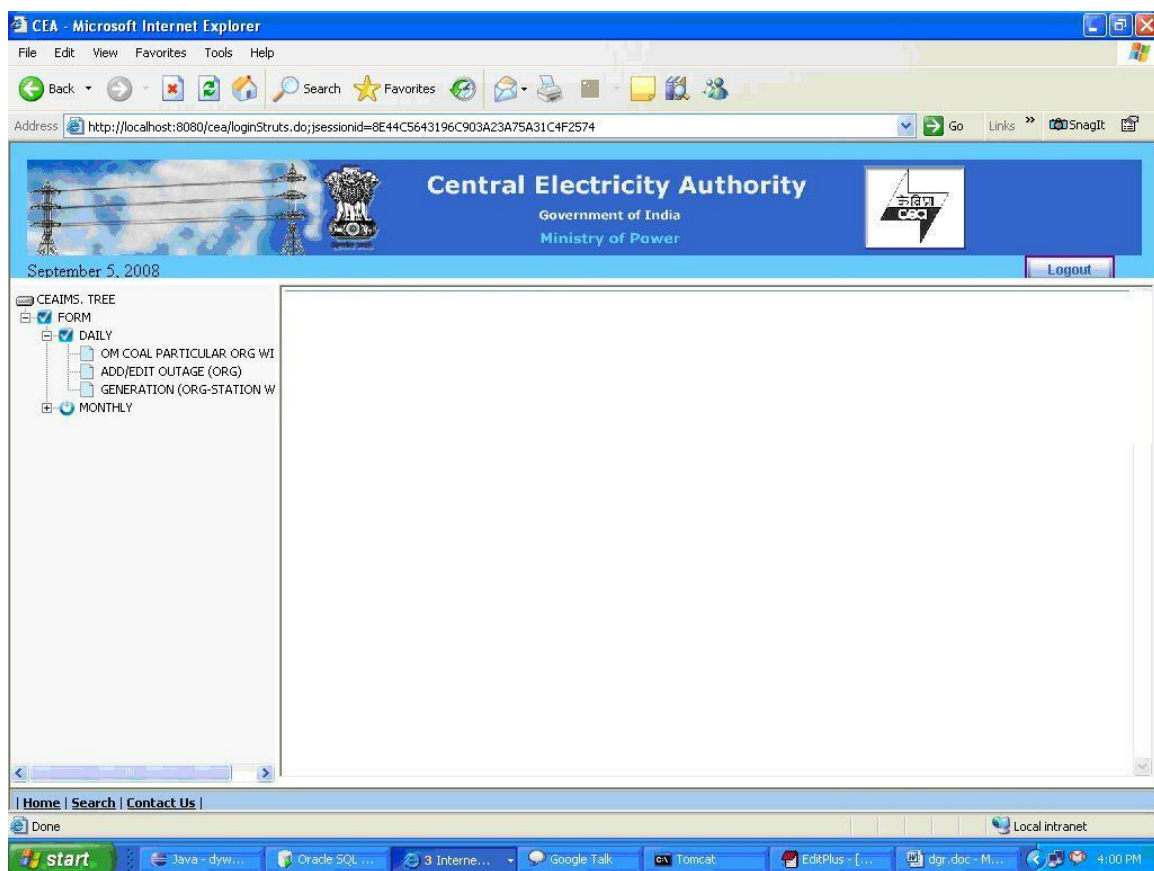 CEA - Microsoft Internet Explorer
File Edit View Favorites Tools Help
Back Search Favorites
Address http://localhost:8080/cea/loginStruts.do;jsessionid=8E44C5643196C903A23A75A31C4F2574 Go Links » SnagIt
Central Electricity Authority
Government of India
Ministry of Power
केविप्रा
cea
September 5, 2008 Logout
CEAIMS. TREE
FORM
DAILY
OM COAL PARTICULAR ORG WI
ADD/EDIT OUTAGE (ORG)
GENERATION (ORG-STATION W
MONTHLY
| Home | Search | Contact Us |
Done Local intranet
start Java - dyw... Oracle SQL ... 3 Interne... Google Talk Tomcat EditPlus - [... dgr.doc - M... 4:00 PM